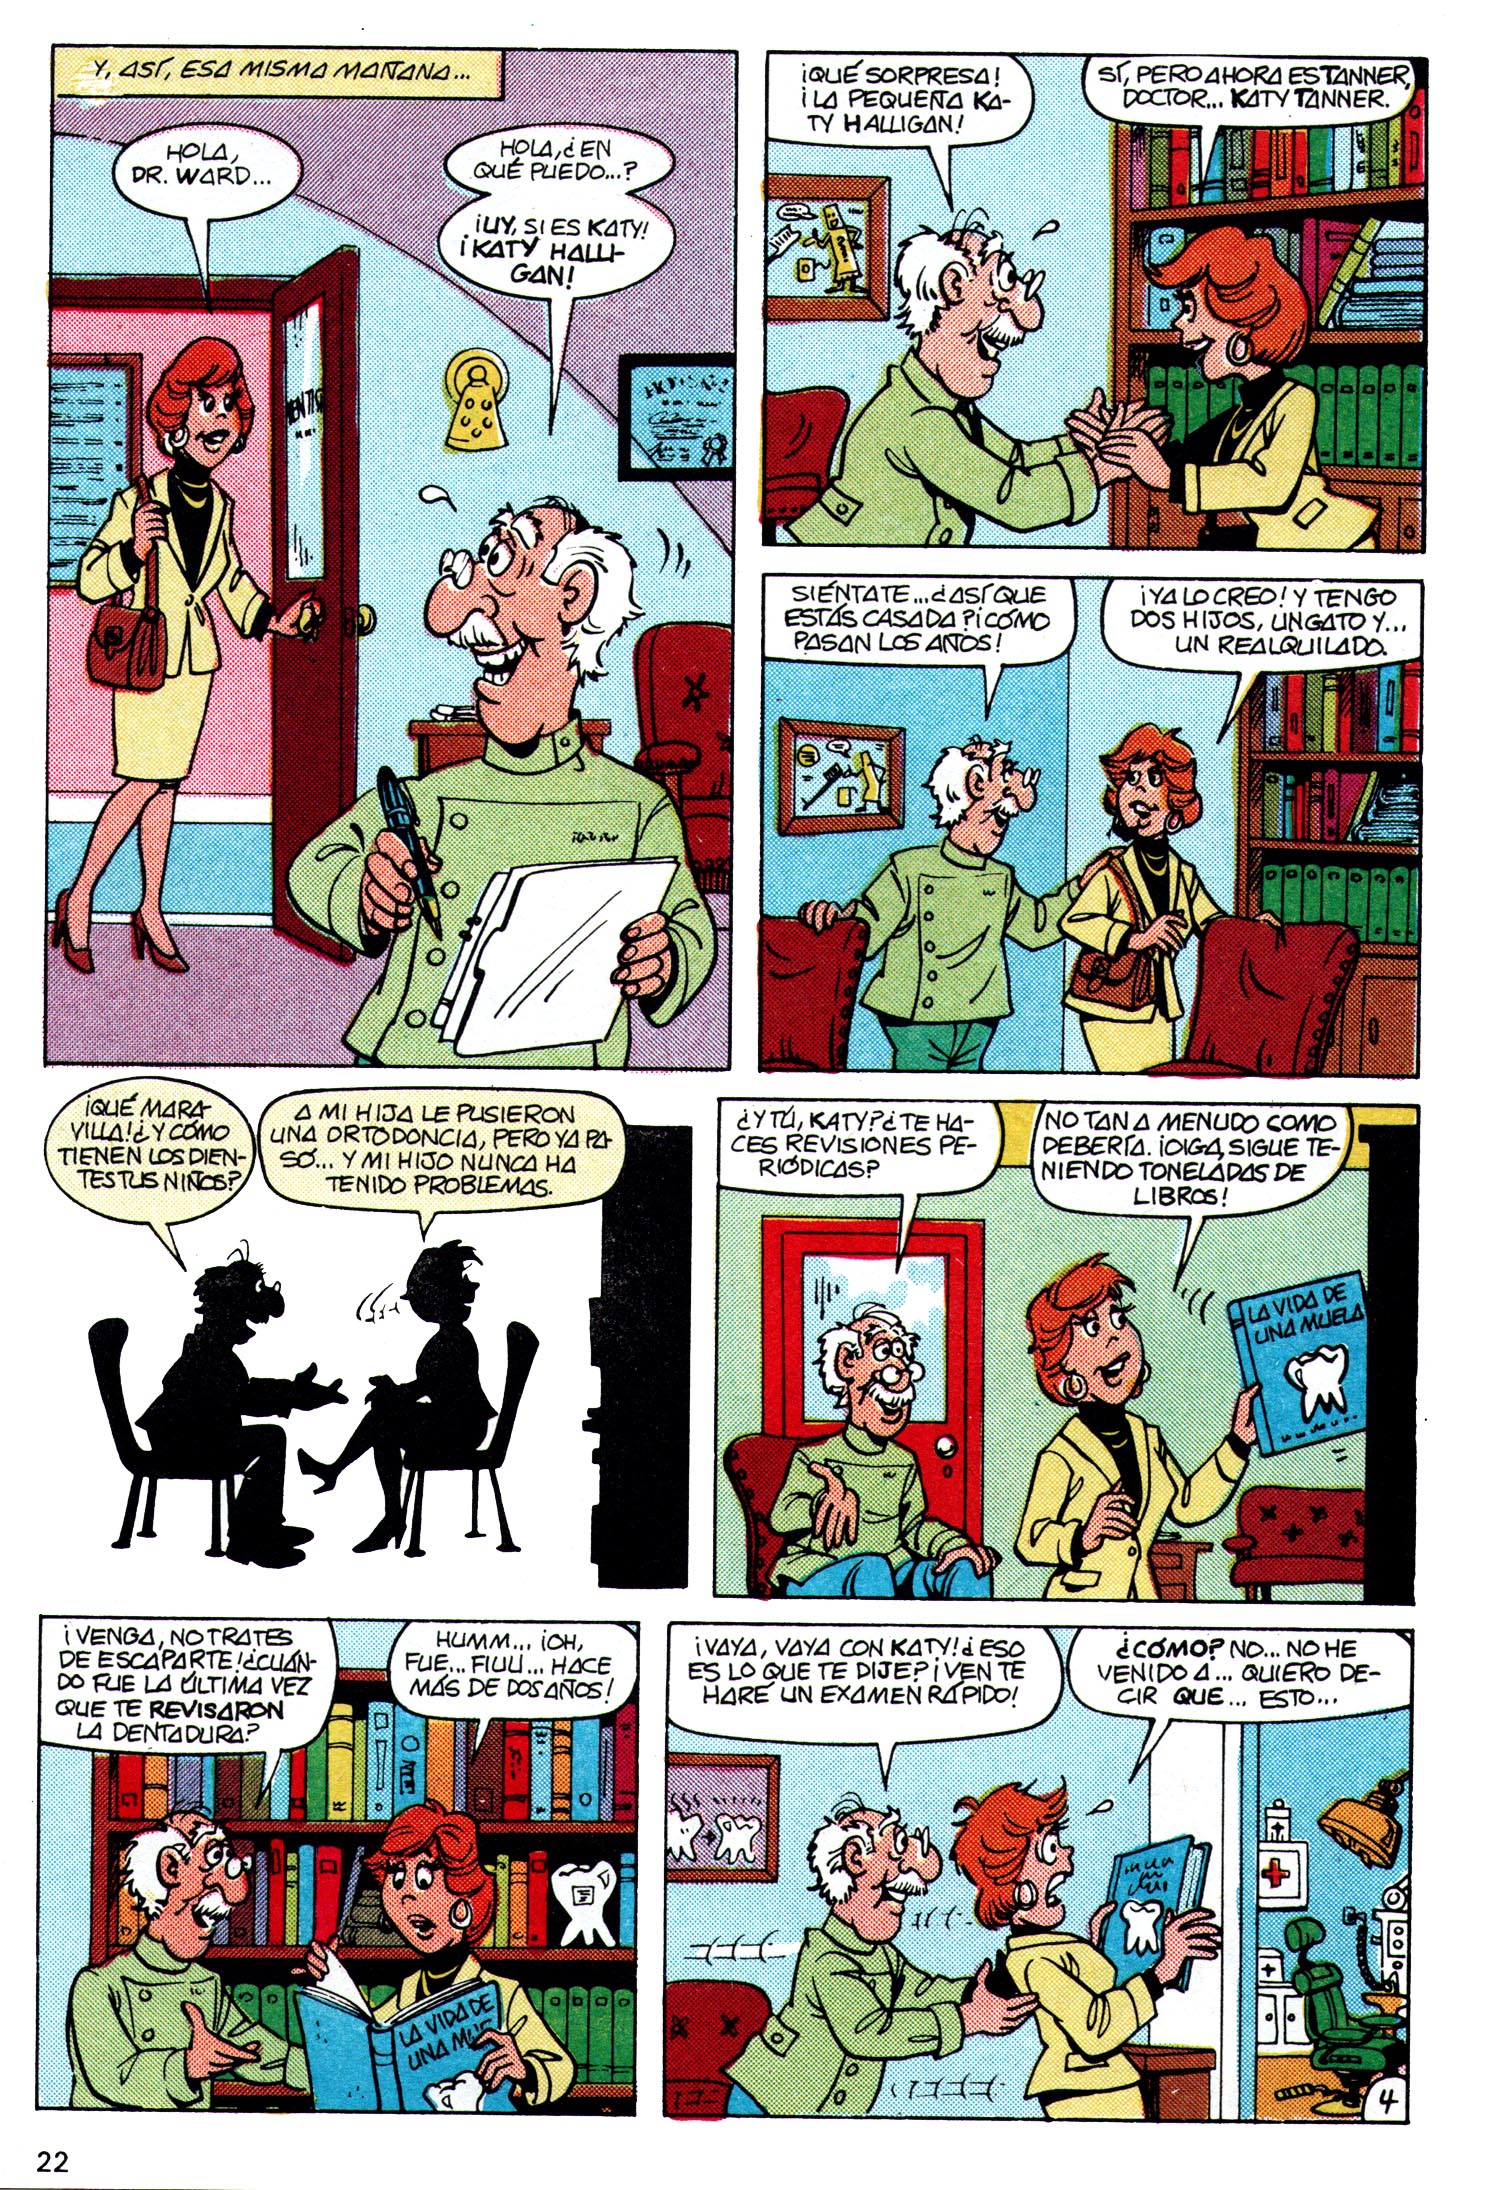 Y, ASÍ, ESA MISMA MAÑANA...
HOLA,
DR. WARD...
HOLA, ¿EN
QUÉ PUEDO...?
¡UY, SI ES KATY!
¡KATY HALLI-
GAN!
¡QUÉ SORPRESA!
¡LA PEQUEÑA KA-
TY HALLIGAN!
SÍ, PERO AHORA ES TANNER,
DOCTOR... KATY TANNER.
SIÉNTATE... ¿ASÍ QUE
ESTÁS CASADA? ¡CÓMO
PASAN LOS AÑOS!
¡YA LO CREO! Y TENGO
DOS HIJOS, UN GATO Y...
UN REALQUILADO.
¡QUÉ MARA-
VILLA! ¿Y CÓMO
TIENEN LOS DIEN-
TES TUS NIÑOS?
A MI HIJA LE PUSIERON
UNA ORTODONCIA, PERO YA PA-
SÓ... Y MI HIJO NUNCA HA
TENIDO PROBLEMAS.
¿Y TÚ, KATY? ¿TE HA-
CES REVISIONES PE-
RIÓDICAS?
NO TAN A MENUDO COMO
DEBERÍA. ¡OIGA, SIGUE TE-
NIENDO TONELADAS DE
LIBROS!
LA VIDA DE
UNA MUELA
¡VENGA, NO TRATES
DE ESCAPARTE! ¿CUÁN-
DO FUE LA ÚLTIMA VEZ
QUE TE REVISARON
LA DENTADURA?
HUMM... ¡OH,
FUE... FIUU... HACE
MÁS DE DOS AÑOS!
LA VIDA DE
UNA MUE
¡VAYA, VAYA CON KATY! ¿ESO
ES LO QUE TE DIJE? ¡VEN TE
HARÉ UN EXAMEN RÁPIDO!
¿CÓMO? NO... NO HE
VENIDO A... QUIERO DE-
CIR QUE... ESTO...
4
22